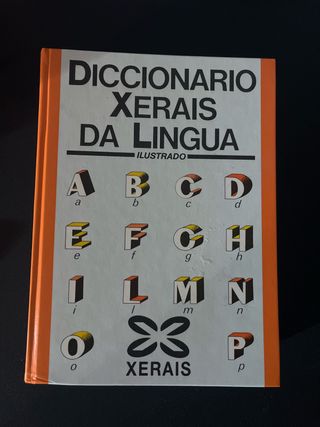 DICCIONARIO
XERAIS
DA LINGUA
ILUSTRADO
A B C D
a b c d
E F G H
e f g h
I L M N
i l m n
O P
o p
XERAIS